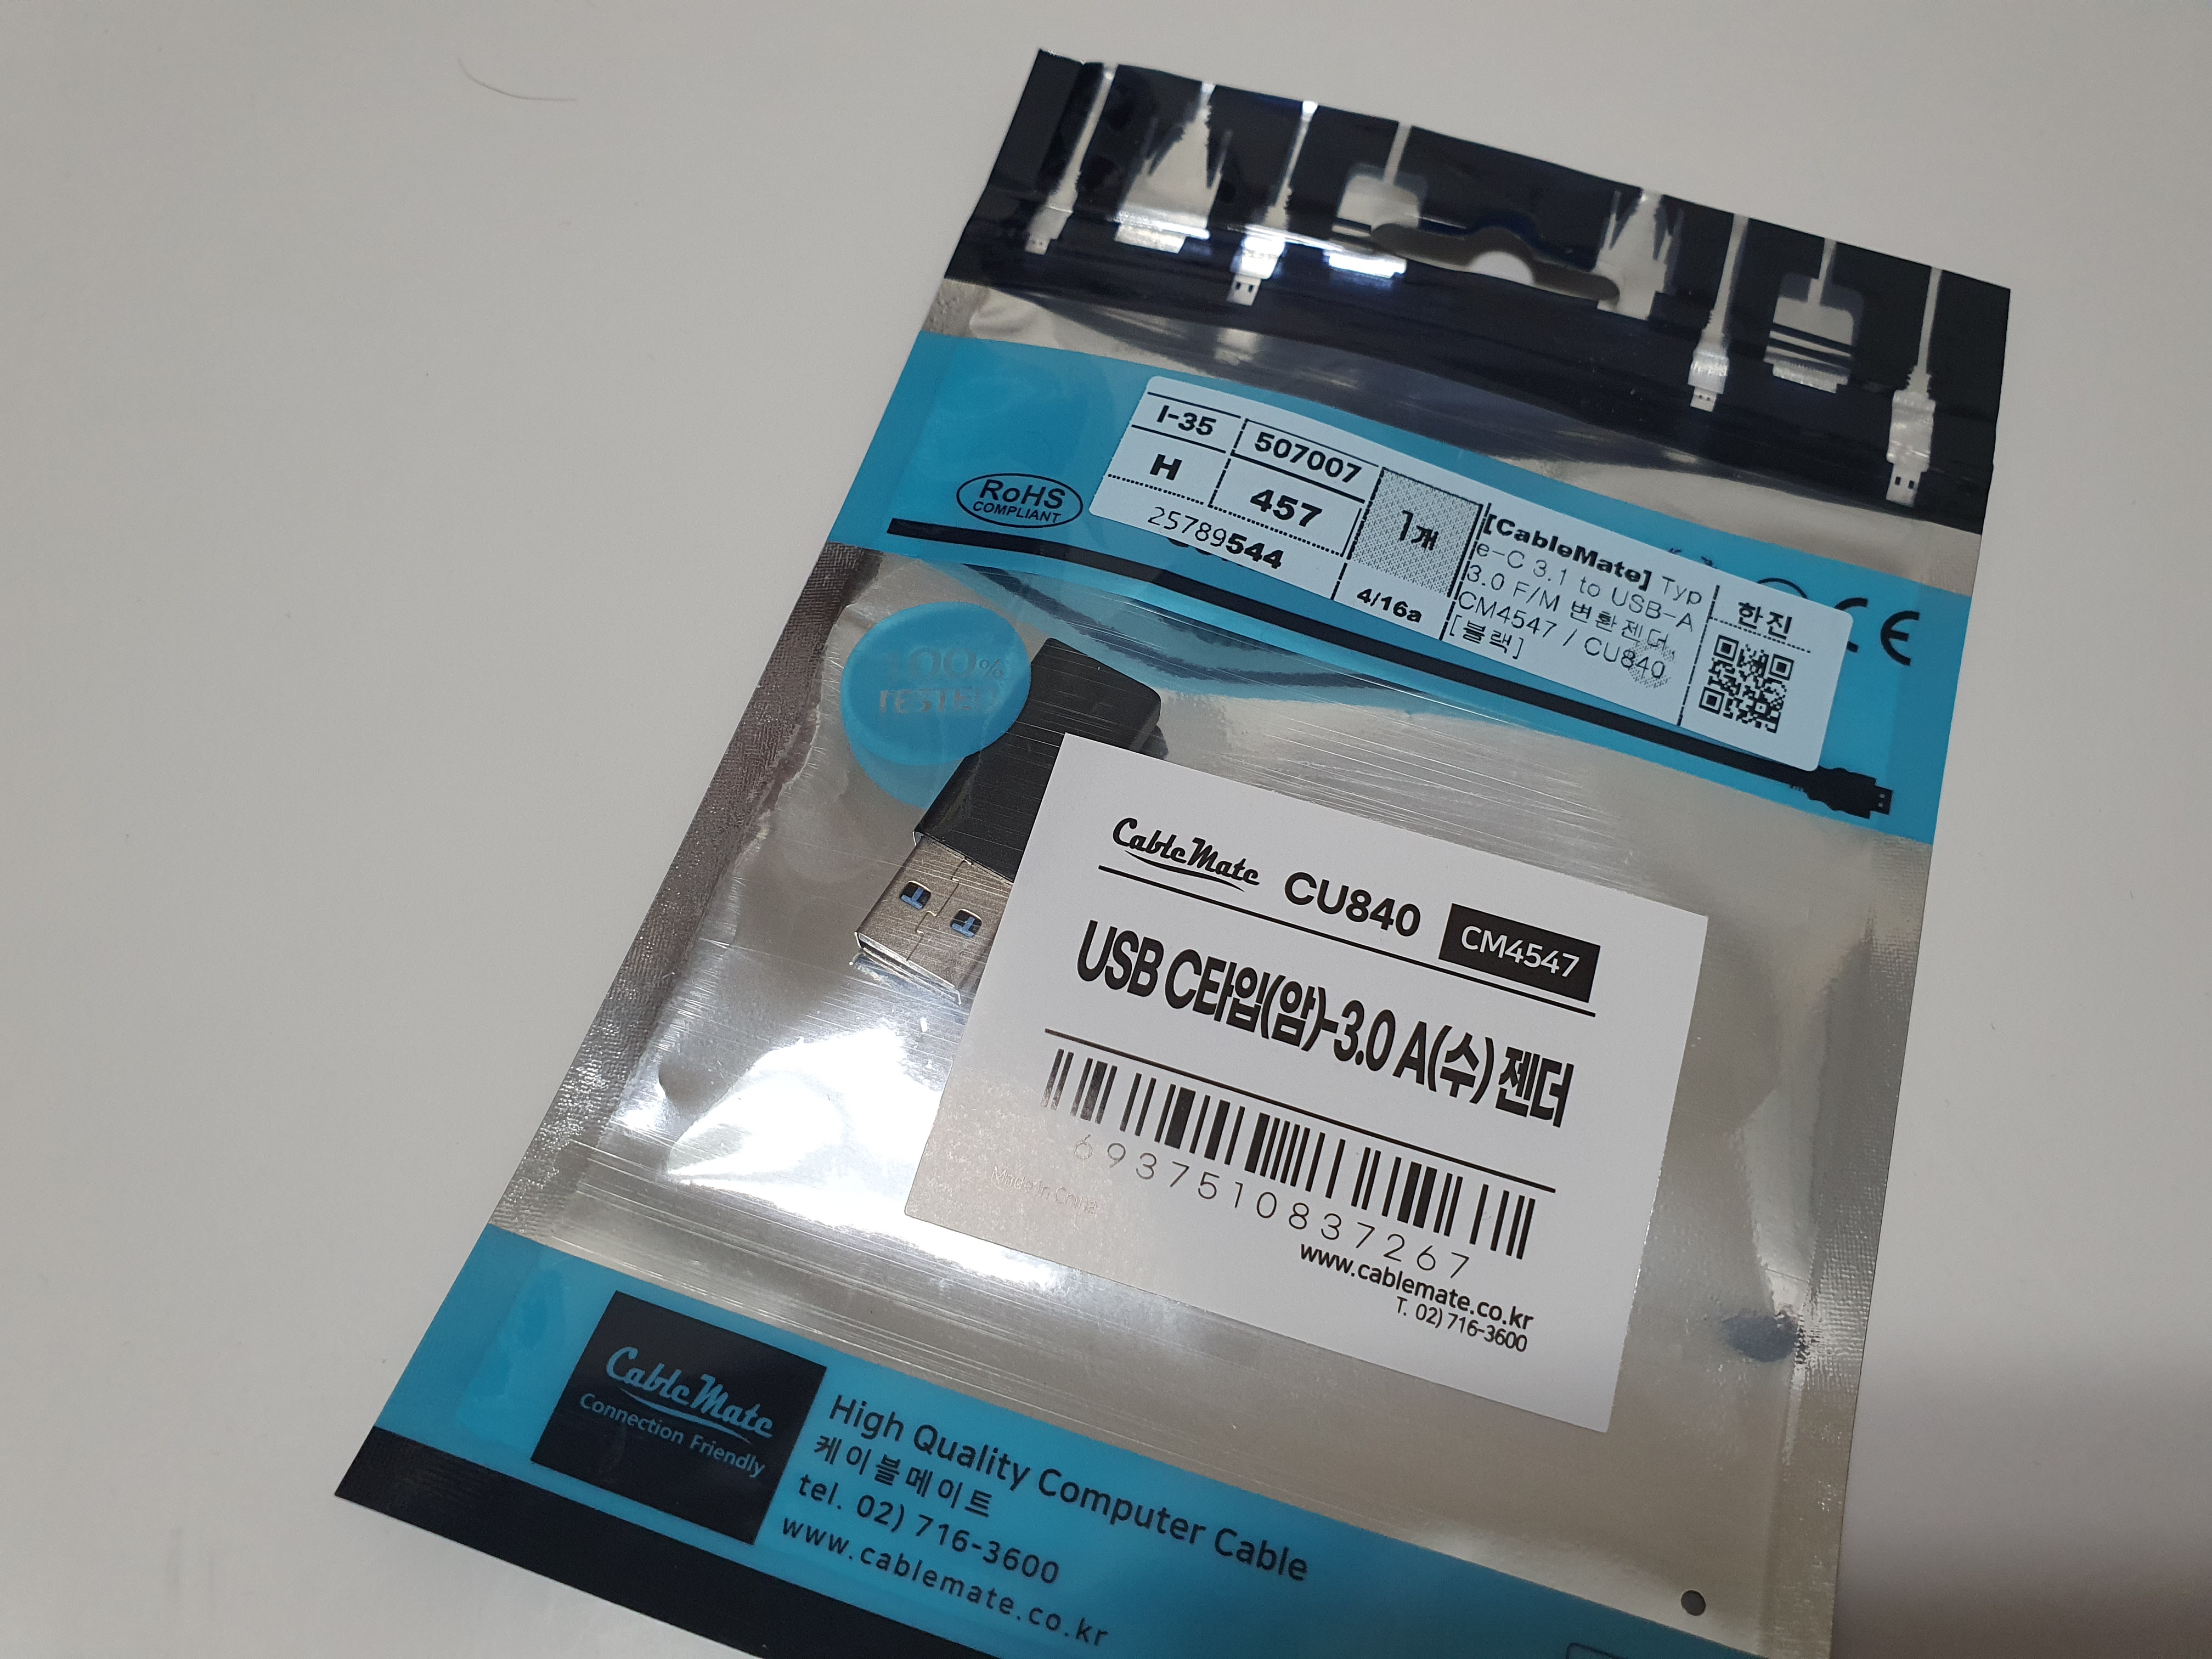 I-35
507007
H
457
25789544
1개
4/16a
[CableMate] Typ
e-C 3.1 to USB-A
3.0 F/M 변환젠더,
CM4547 / CU840
[블랙]
한진
RoHS
COMPLIANT
CE
100%
TESTED
CableMate CU840 CM4547
USB C타입(암)-3.0 A(수) 젠더
6937510837267
Made in China
www.cablemate.co.kr
T. 02) 716-3600
CableMate
Connection Friendly
High Quality Computer Cable
케이블메이트
tel. 02) 716-3600
www.cablemate.co.kr